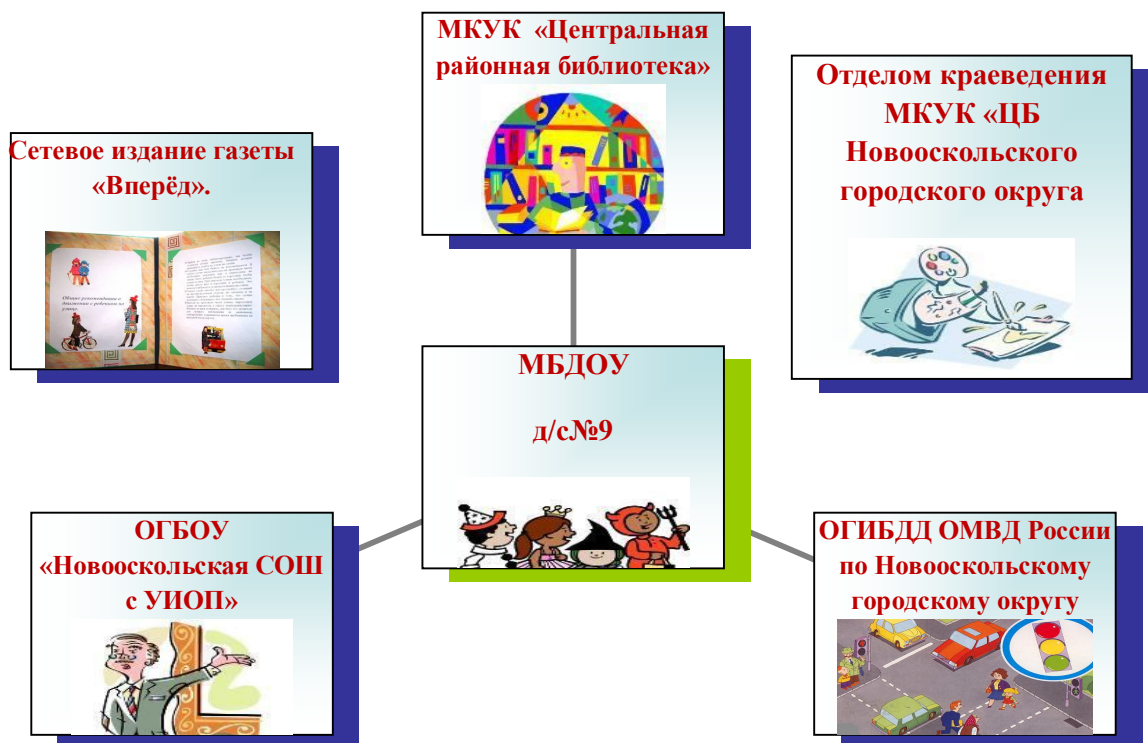 МКУК «Центральная
районная библиотека»
Отделом краеведения
МКУК «ЦБ
Новооскольского
городского округа
Сетевое издание газеты
«Вперёд».
МБДОУ
д/с№9
ОГБОУ
«Новооскольская СОШ
с УИОП»
ОГИБДД ОМВД России
по Новооскольскому
городскому округу